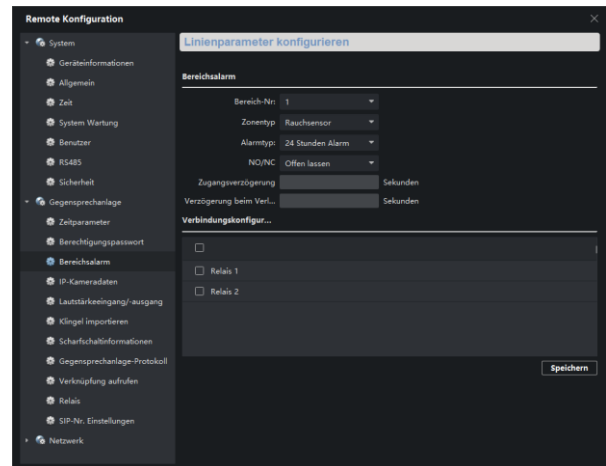 Remote Konfiguration
System
Geräteinformationen
Allgemein
Zeit
System Wartung
Benutzer
RS485
Sicherheit
Gegensprechanlage
Zeitparameter
Berechtigungspasswort
Bereichsalarm
IP-Kameradaten
Lautstärkeeingang/-ausgang
Klingel importieren
Scharfschaltinformationen
Gegensprechanlage-Protokoll
Verknüpfung aufrufen
Relais
SIP-Nr. Einstellungen
Netzwerk
Linienparameter konfigurieren
Bereichsalarm
Bereich-Nr: 1
Zonentyp Rauchsensor
Alarmtyp: 24 Stunden Alarm
NO/NC Offen lassen
Zugangsverzögerung Sekunden
Verzögerung beim Verl... Sekunden
Verbindungskonfigur...
Relais 1
Relais 2
Speichern